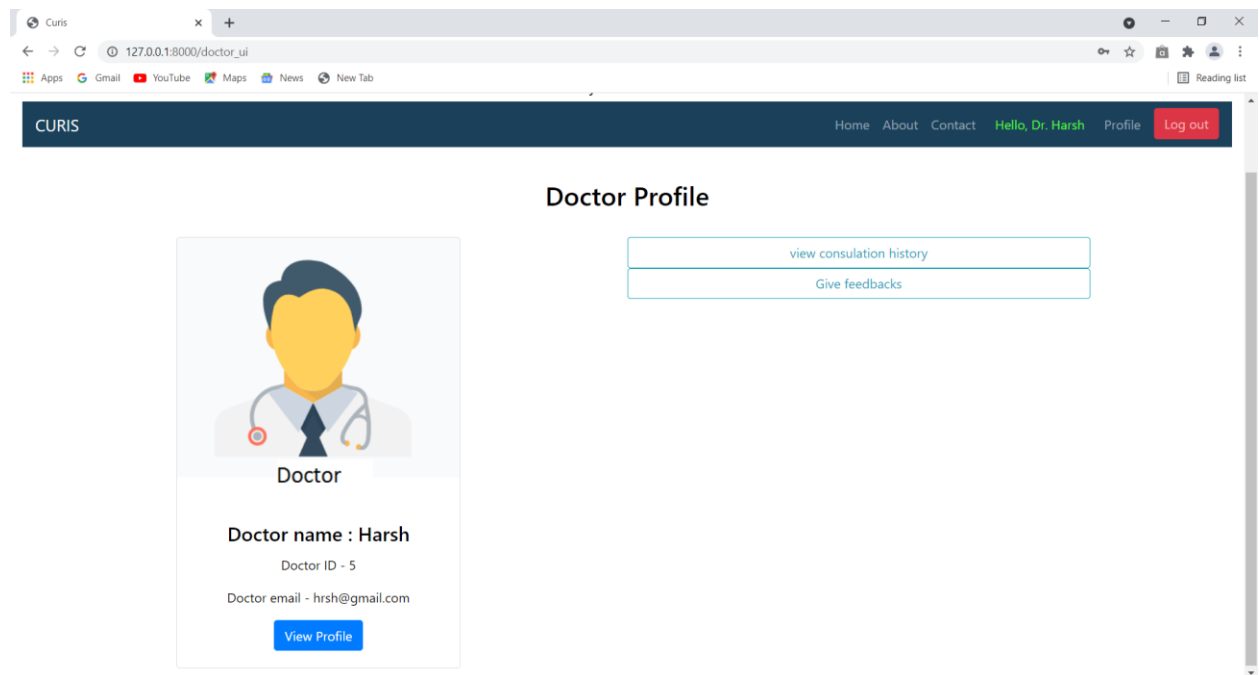 Curis
127.0.0.1:8000/doctor_ui
Apps Gmail YouTube Maps News New Tab Reading list
CURIS Home About Contact Hello, Dr. Harsh Profile Log out
Doctor Profile
view consulation history
Give feedbacks
Doctor
Doctor name : Harsh
Doctor ID - 5
Doctor email - hrsh@gmail.com
View Profile